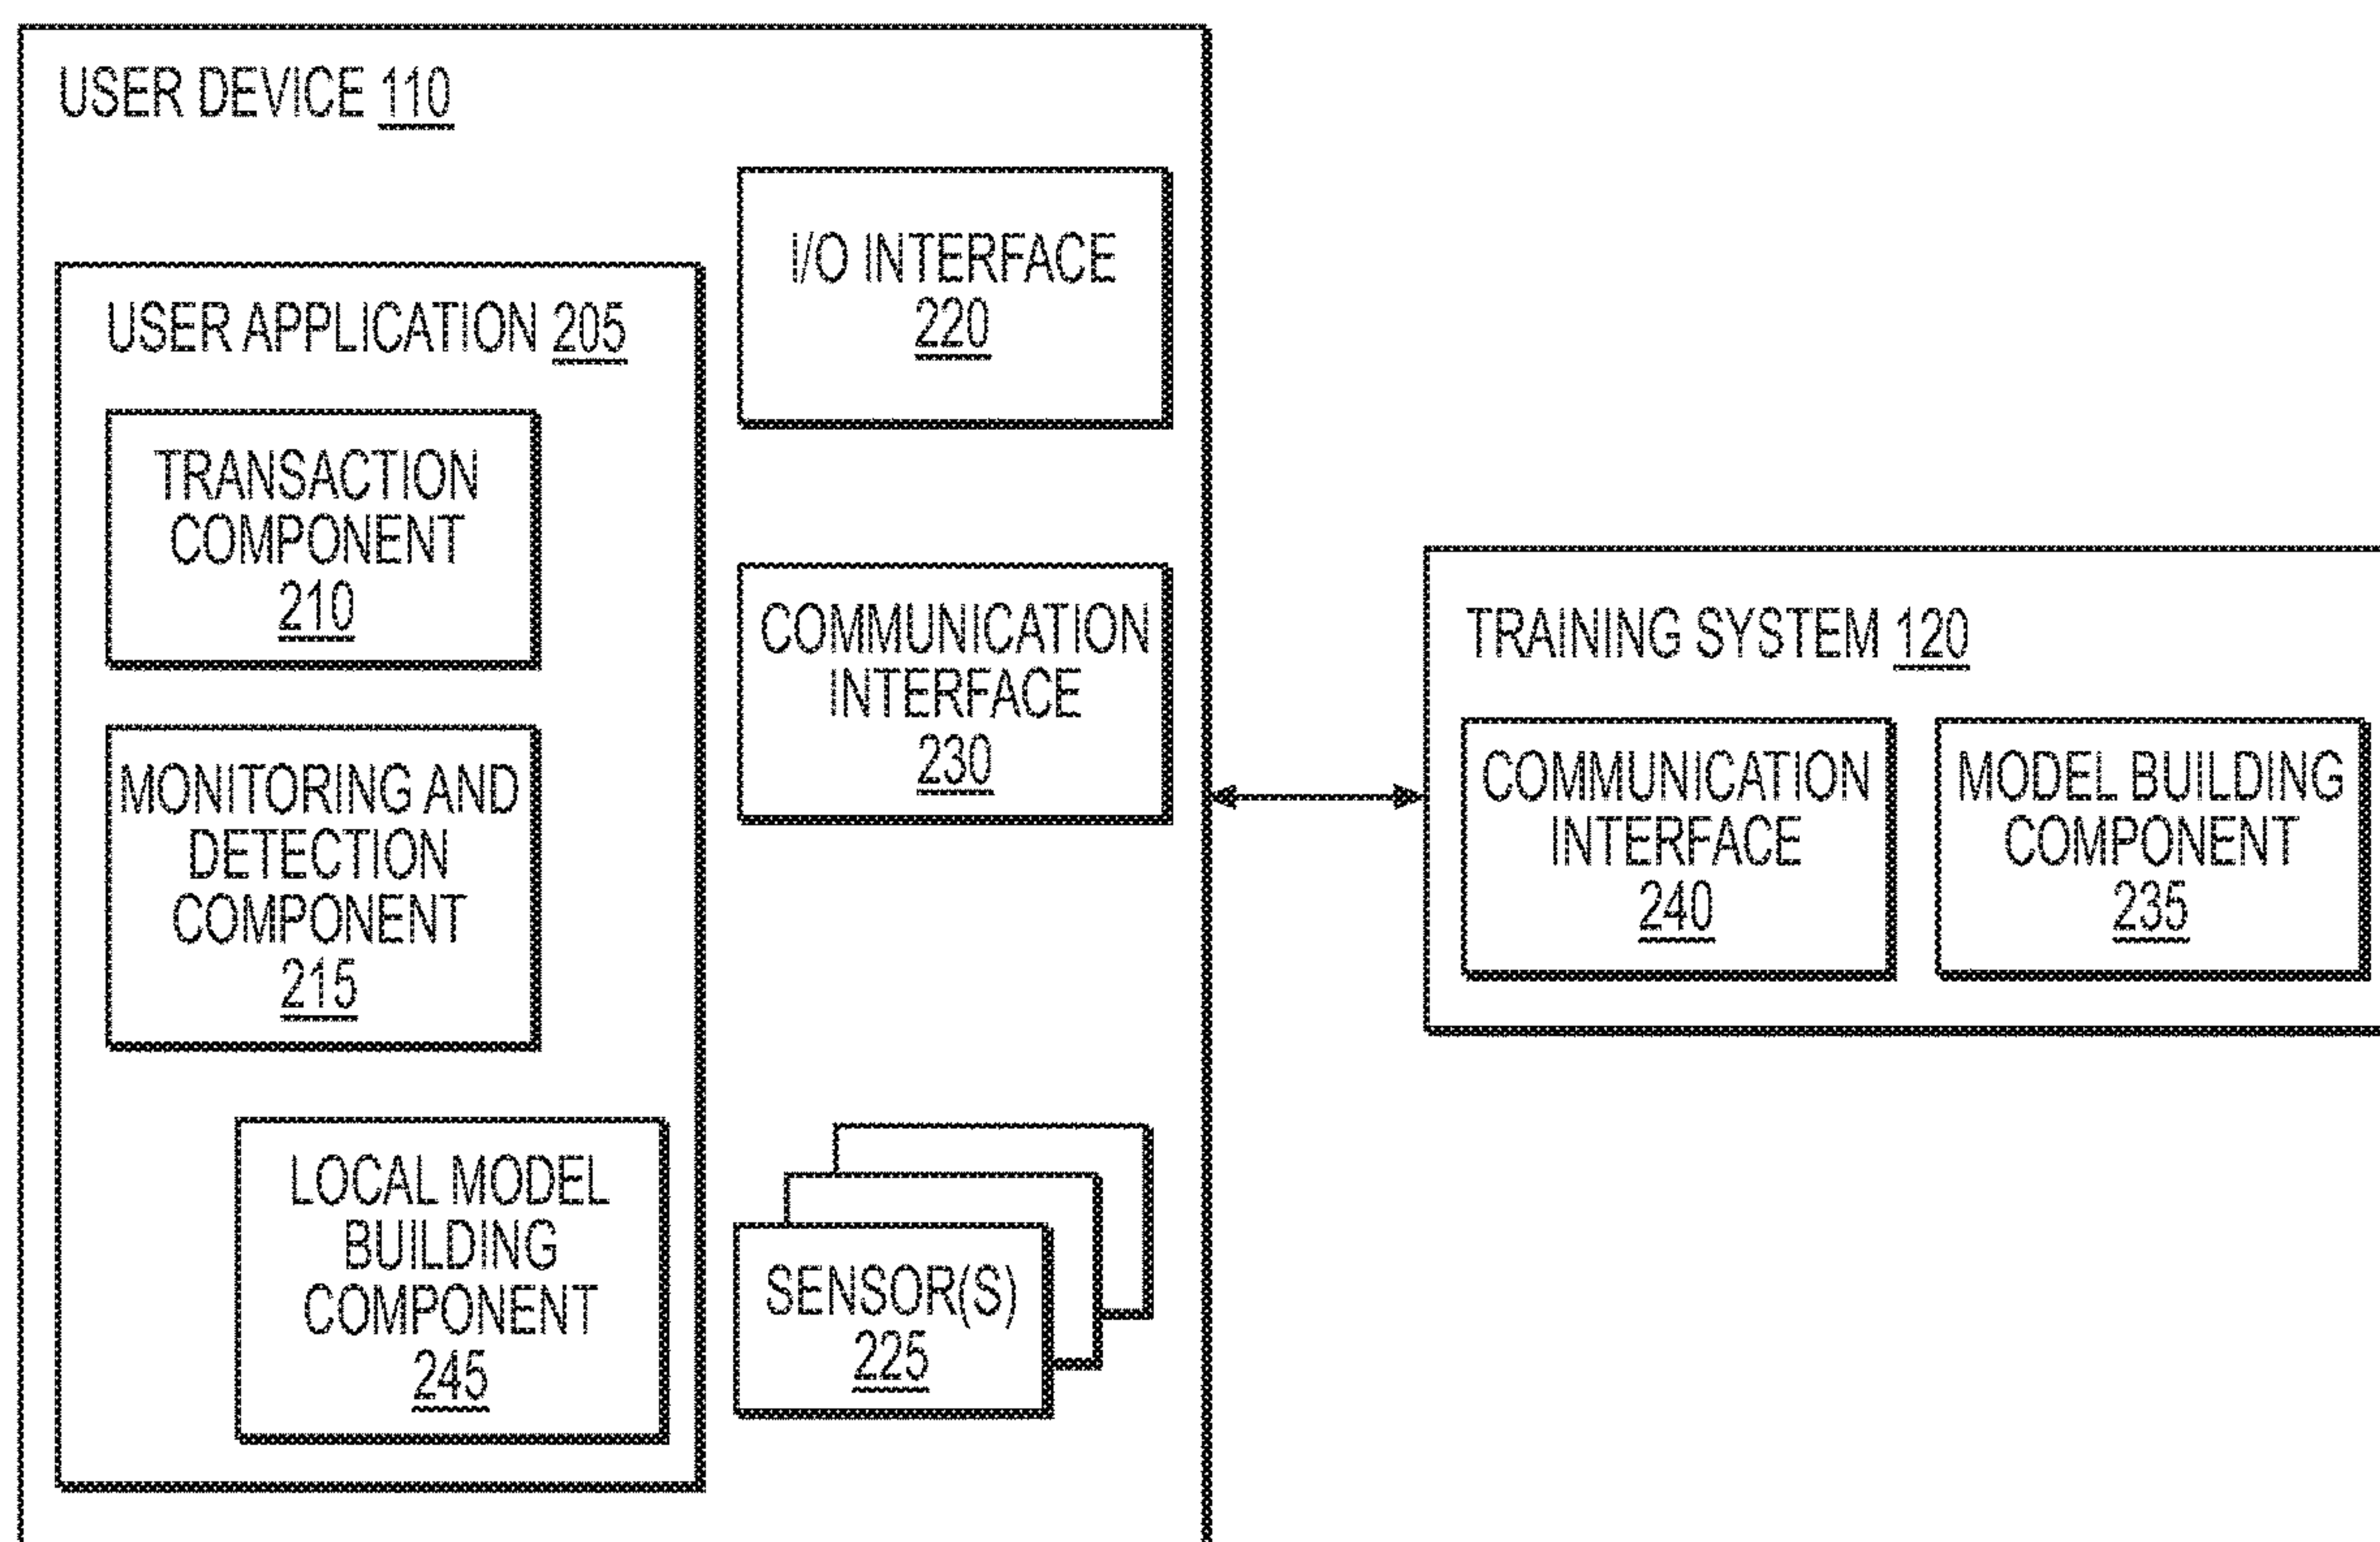 USER DEVICE 110
USER APPLICATION 205
TRANSACTION
COMPONENT
210
MONITORING AND
DETECTION
COMPONENT
215
LOCAL MODEL
BUILDING
COMPONENT
245
I/O INTERFACE
220
COMMUNICATION
INTERFACE
230
SENSOR(S)
225
TRAINING SYSTEM 120
COMMUNICATION
INTERFACE
240
MODEL BUILDING
COMPONENT
235